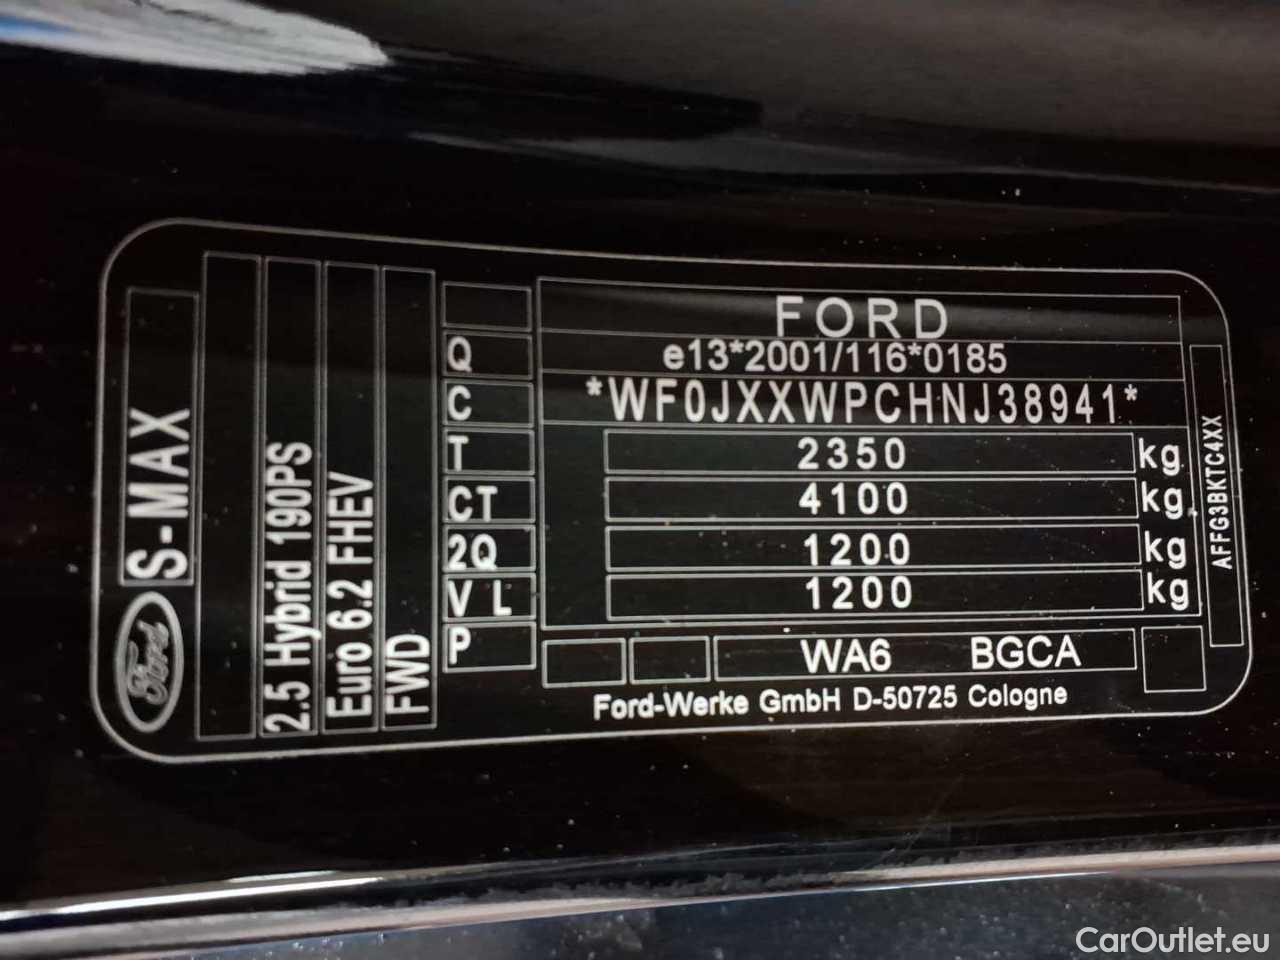 Ford S-MAX
2.5 Hybrid 190PS
Euro 6.2 FHEV
FWD
FORD
Q e13*2001/116*0185
C *WF0JXXWPCHNJ38941*
T 2350 kg
CT 4100 kg
2Q 1200 kg
V L 1200 kg
P WA6 BGCA
Ford-Werke GmbH D-50725 Cologne
AFFG3BKTC4XX
CarOutlet.eu